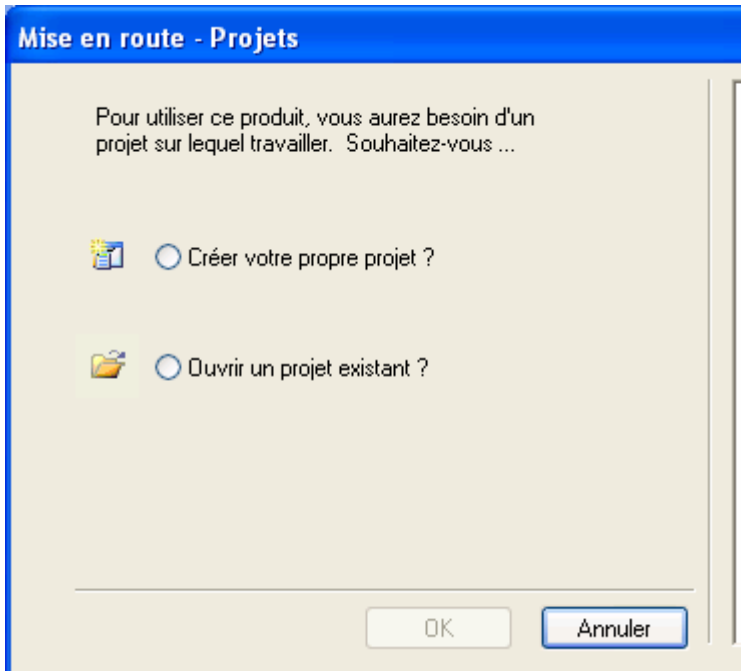 Mise en route - Projets
Pour utiliser ce produit, vous aurez besoin d'un
projet sur lequel travailler.  Souhaitez-vous ...
Créer votre propre projet ?
Ouvrir un projet existant ?
OK
Annuler